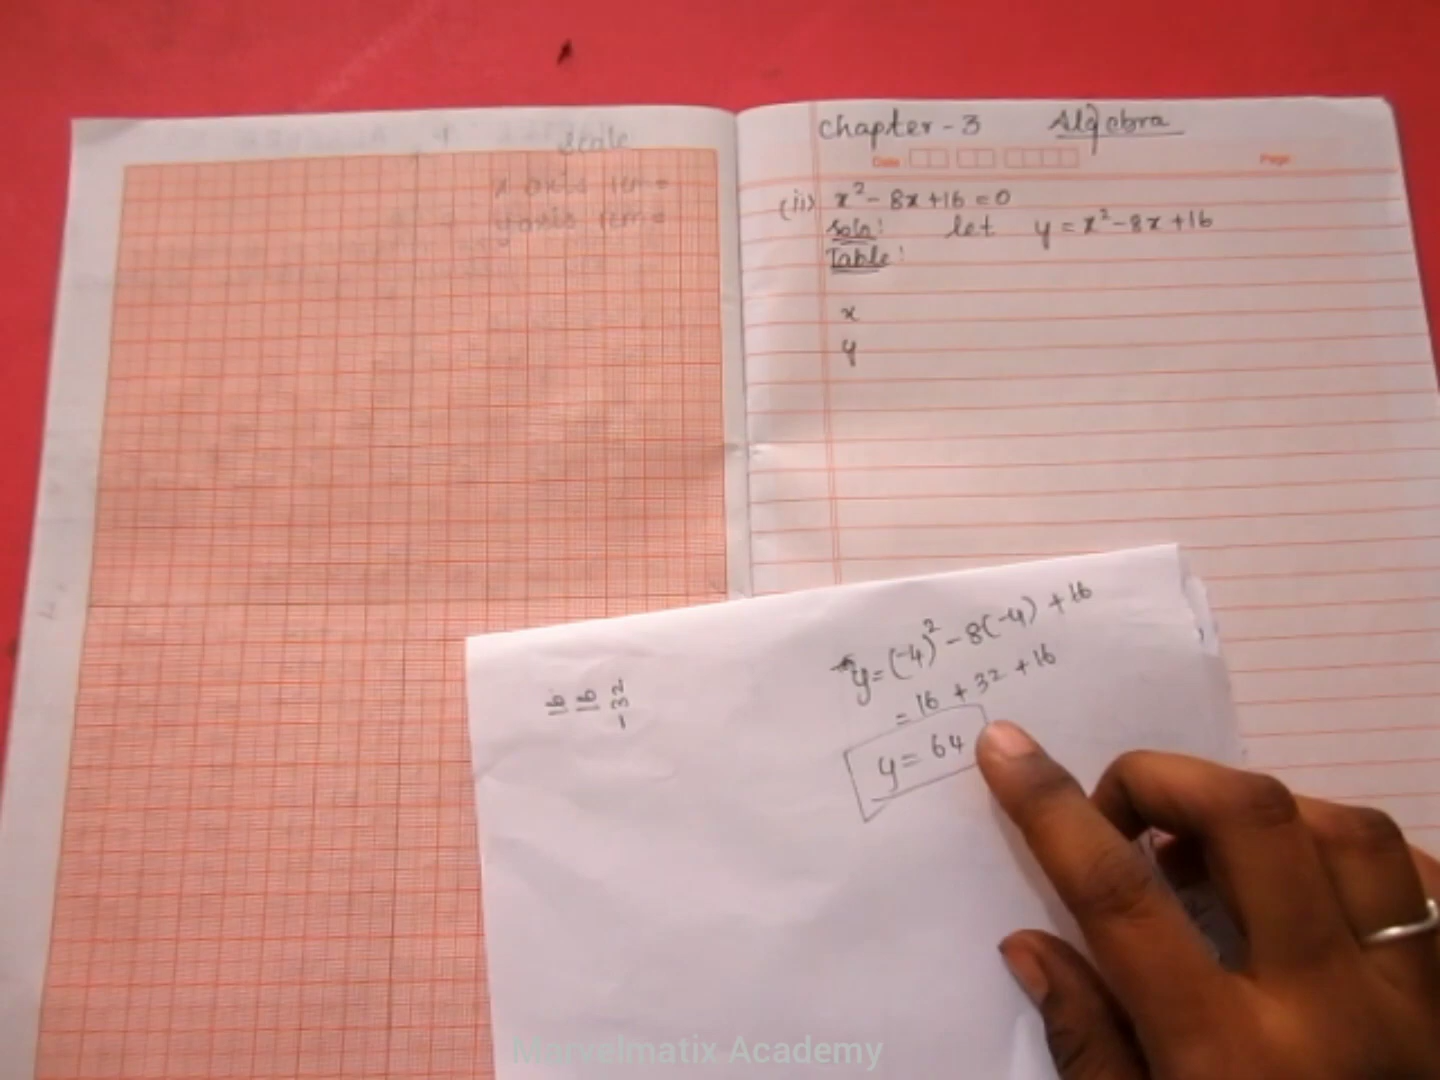 scale
x axis 1cm =
y axis 1cm =
Chapter - 3 Algebra
Date Page
(ii) x² - 8x + 16 = 0
Soln: let y = x² - 8x + 16
Table:
x
y
y = (-4)² - 8(-4) + 16
= 16 + 32 + 16
y = 64
16
16
-32
Marvelmatix Academy